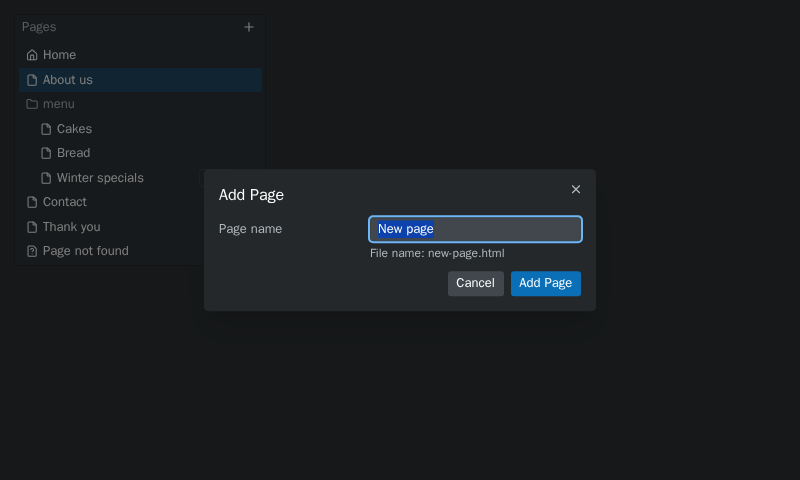 Pages
Home
About us
menu
Cakes
Bread
Winter specials
Contact
Thank you
Page not found
Add Page
Page name
New page
File name: new-page.html
Cancel
Add Page